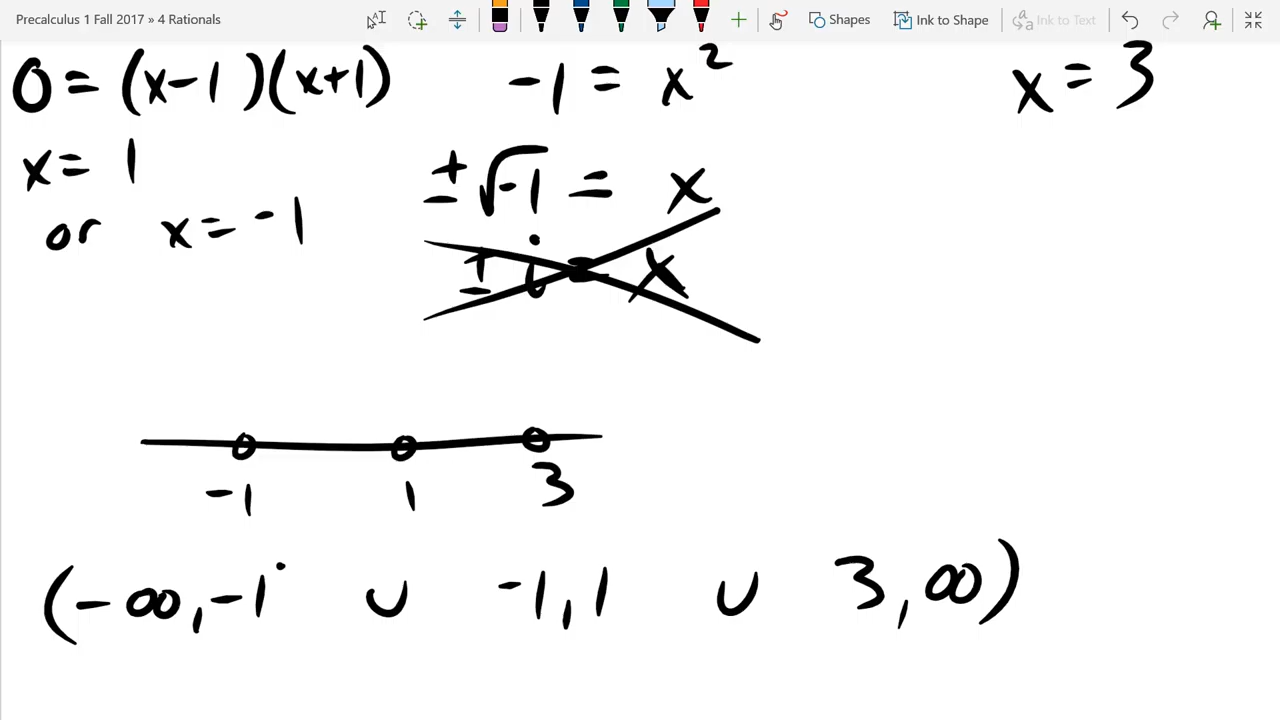 Precalculus 1 Fall 2017 » 4 Rationals Shapes Ink to Shape Ink to Text
0 = (x-1)(x+1) -1 = x² x = 3
x = 1 ±√-1 = x
or x = -1
± i = x
-1 1 3
(-∞,-1 ∪ -1,1 ∪ 3,∞)